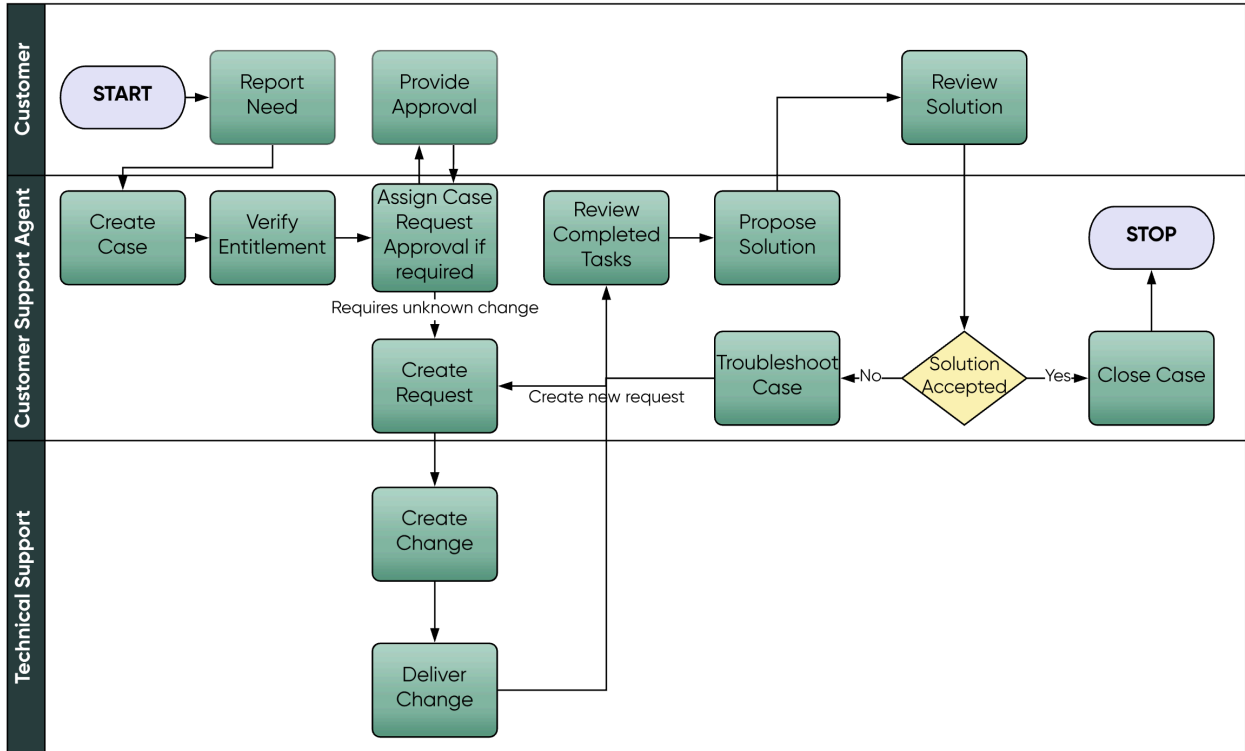 Customer
START
Report
Need
Provide
Approval
Review
Solution
Customer Support Agent
Create
Case
Verify
Entitlement
Assign Case
Request
Approval if
required
Review
Completed
Tasks
Propose
Solution
STOP
Requires unknown change
Create
Request
Create new request
Troubleshoot
Case
No
Solution
Accepted
Yes
Close Case
Technical Support
Create
Change
Deliver
Change